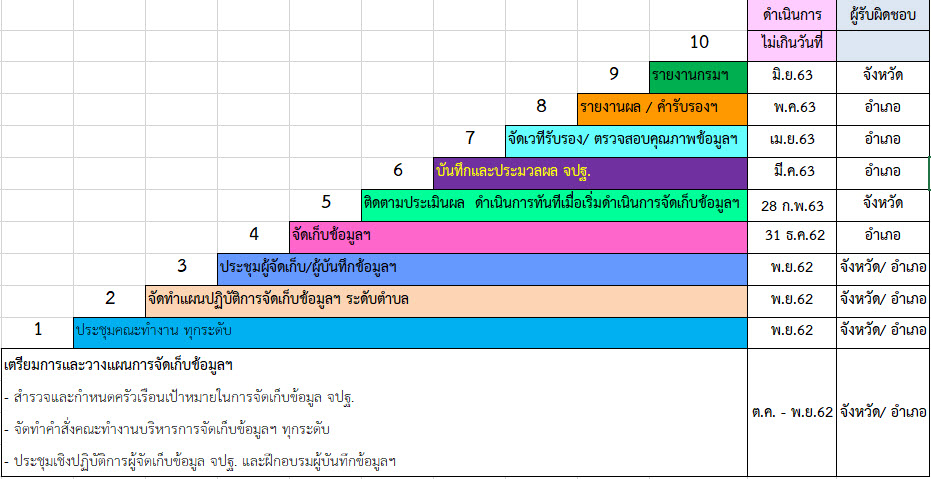 ดำเนินการ ผู้รับผิดชอบ
10 ไม่เกินวันที่
9 รายงานกรมฯ มิ.ย.63 จังหวัด
8 รายงานผล / คำรับรองฯ พ.ค.63 อำเภอ
7 จัดเวทีรับรอง/ ตรวจสอบคุณภาพข้อมูลฯ เม.ย.63 อำเภอ
6 บันทึกและประมวลผล จปฐ. มี.ค.63 อำเภอ
5 ติดตามประเมินผล ดำเนินการทันทีเมื่อเริ่มดำเนินการจัดเก็บข้อมูลฯ 28 ก.พ.63 จังหวัด
4 จัดเก็บข้อมูลฯ 31 ธ.ค.62 อำเภอ
3 ประชุมผู้จัดเก็บ/ผู้บันทึกข้อมูลฯ พ.ย.62 จังหวัด/ อำเภอ
2 จัดทำแผนปฏิบัติการจัดเก็บข้อมูลฯ ระดับตำบล พ.ย.62 จังหวัด/ อำเภอ
1 ประชุมคณะทำงาน ทุกระดับ พ.ย.62 จังหวัด/ อำเภอ
เตรียมการและวางแผนการจัดเก็บข้อมูลฯ
- สำรวจและกำหนดครัวเรือนเป้าหมายในการจัดเก็บข้อมูล จปฐ.
ต.ค. - พ.ย.62 จังหวัด/ อำเภอ
- จัดทำคำสั่งคณะทำงานบริหารการจัดเก็บข้อมูลฯ ทุกระดับ
- ประชุมเชิงปฏิบัติการผู้จัดเก็บข้อมูล จปฐ. และฝึกอบรมผู้บันทึกข้อมูลฯ